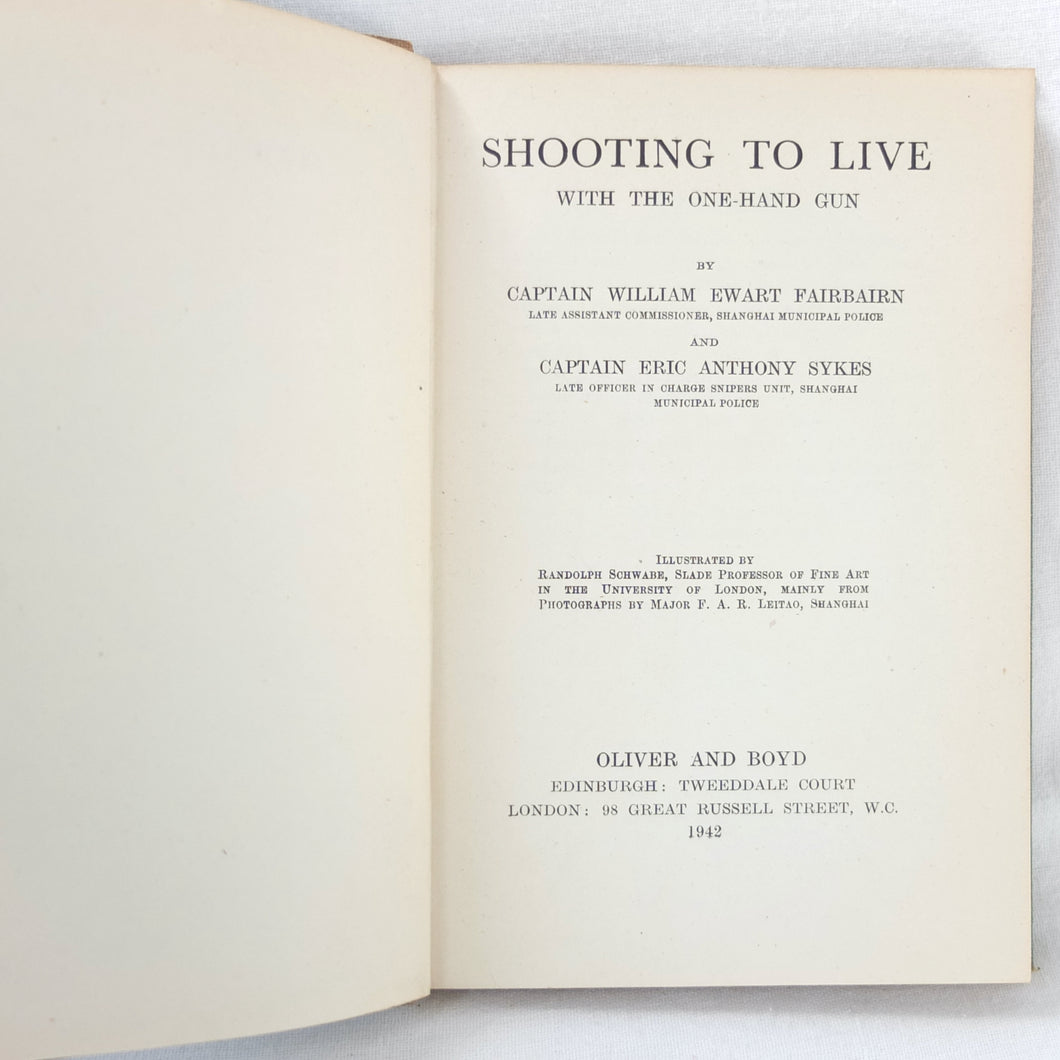 SHOOTING TO LIVE
WITH THE ONE-HAND GUN
BY
CAPTAIN WILLIAM EWART FAIRBAIRN
LATE ASSISTANT COMMISSIONER, SHANGHAI MUNICIPAL POLICE
AND
CAPTAIN ERIC ANTHONY SYKES
LATE OFFICER IN CHARGE SNIPERS UNIT, SHANGHAI
MUNICIPAL POLICE
ILLUSTRATED BY
RANDOLPH SCHWABE, SLADE PROFESSOR OF FINE ART
IN THE UNIVERSITY OF LONDON, MAINLY FROM
PHOTOGRAPHS BY MAJOR F. A. R. LEITAO, SHANGHAI
OLIVER AND BOYD
EDINBURGH: TWEEDDALE COURT
LONDON: 98 GREAT RUSSELL STREET, W.C.
1942